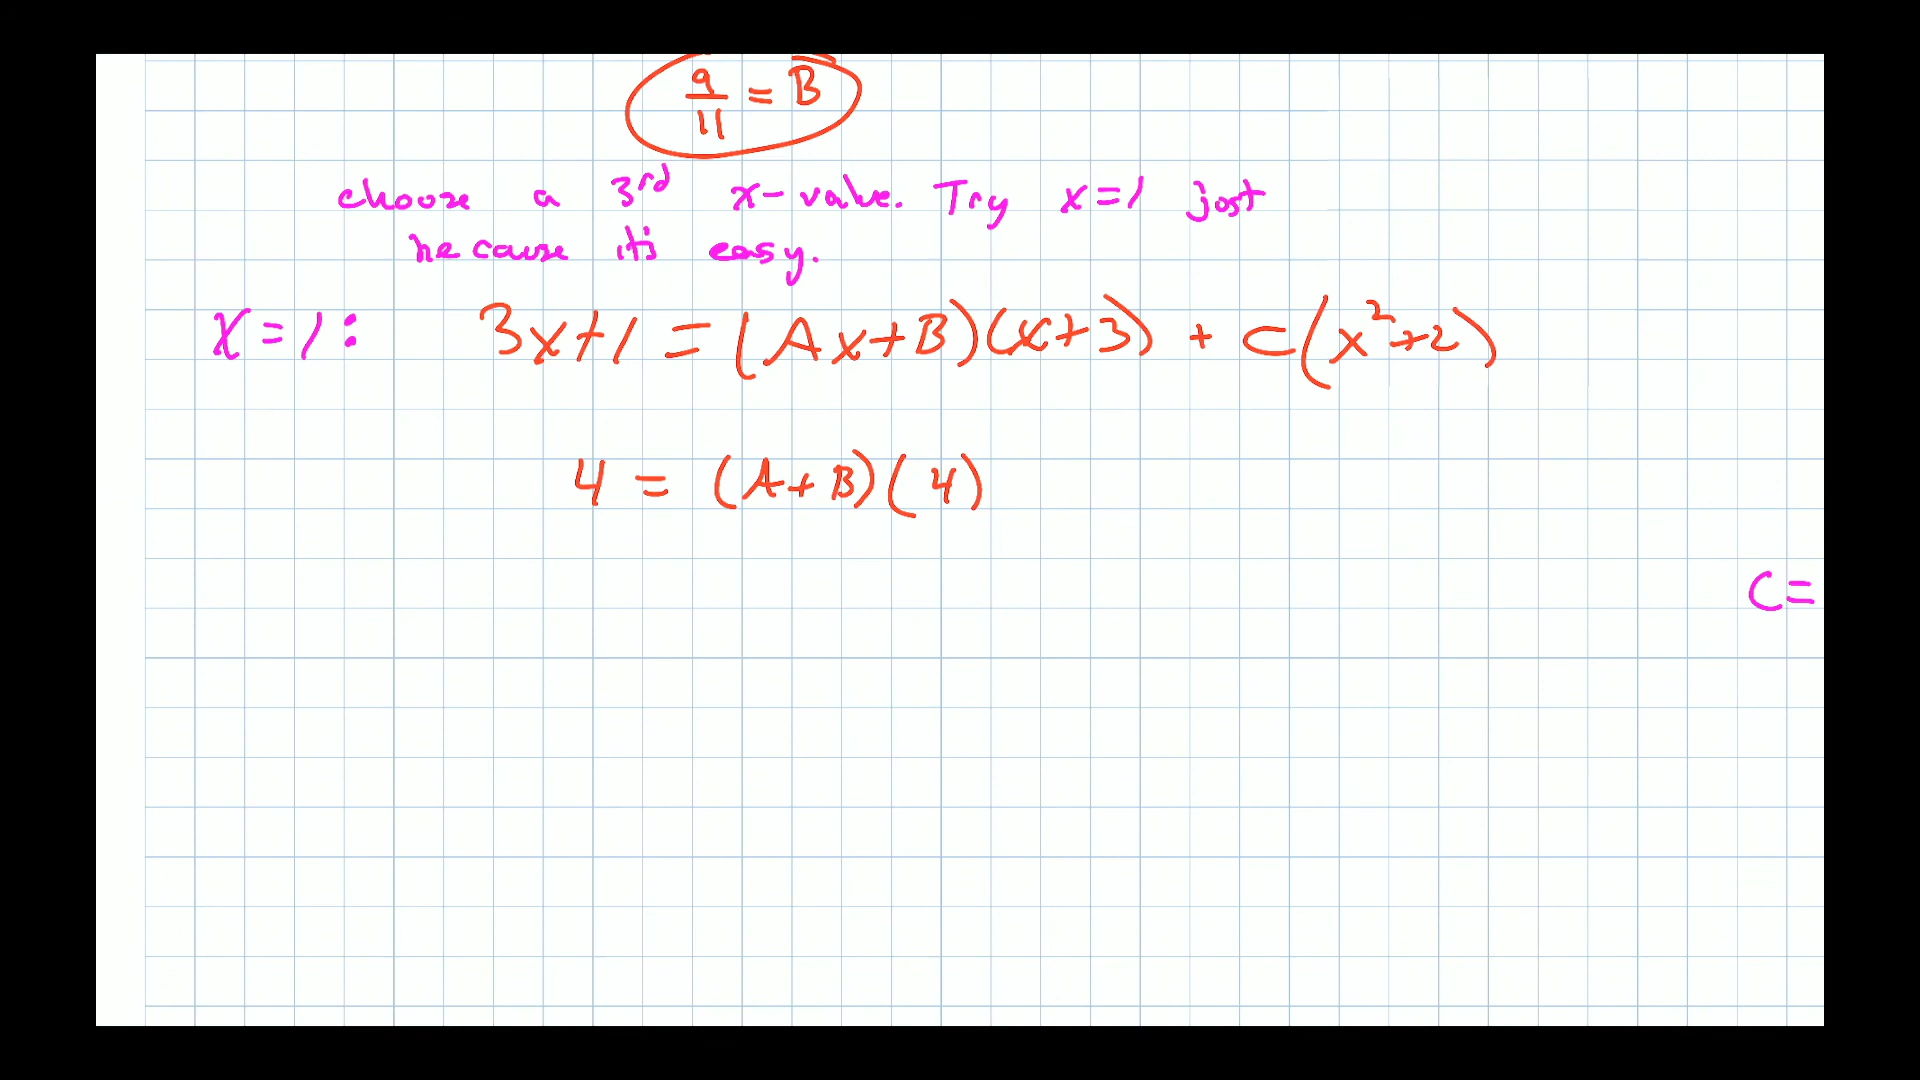 9/11 = B
choose a 3rd x-value. Try x=1 just
because it's easy.
x=1: 3x+1 = (Ax+B)(x+3) + C(x²+2)
4 = (A+B)(4)
C=